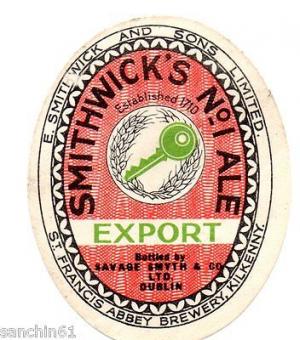 E. SMITHWICK AND SONS LIMITED.
SMITHWICK'S No1 ALE
Established 1710
EXPORT
Bottled by
SAVAGE SMYTH & CO
LTD.
DUBLIN
ST. FRANCIS ABBEY BREWERY, KILKENNY.
sanchin61